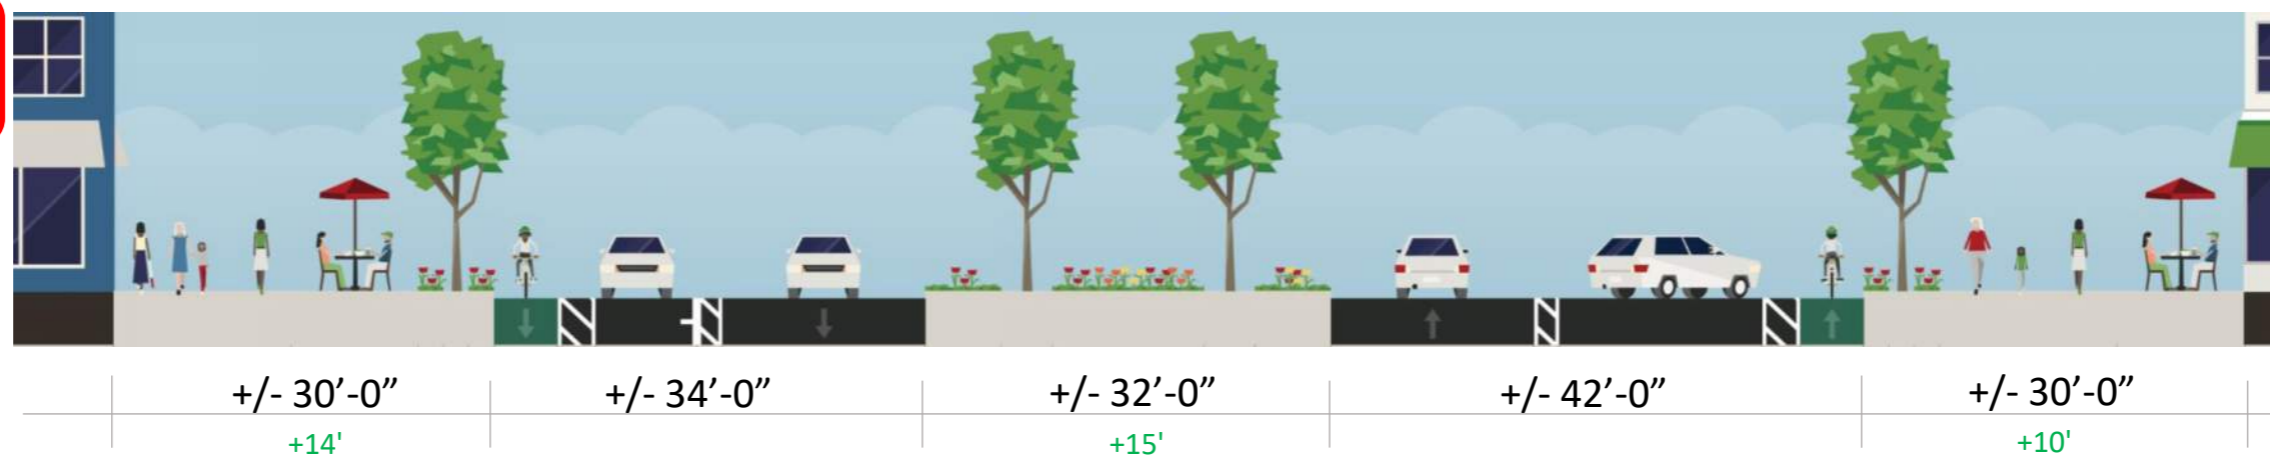 +/- 30’-0” +/- 34’-0” +/- 32’-0” +/- 42’-0” +/- 30’-0”
+14' +15' +10'